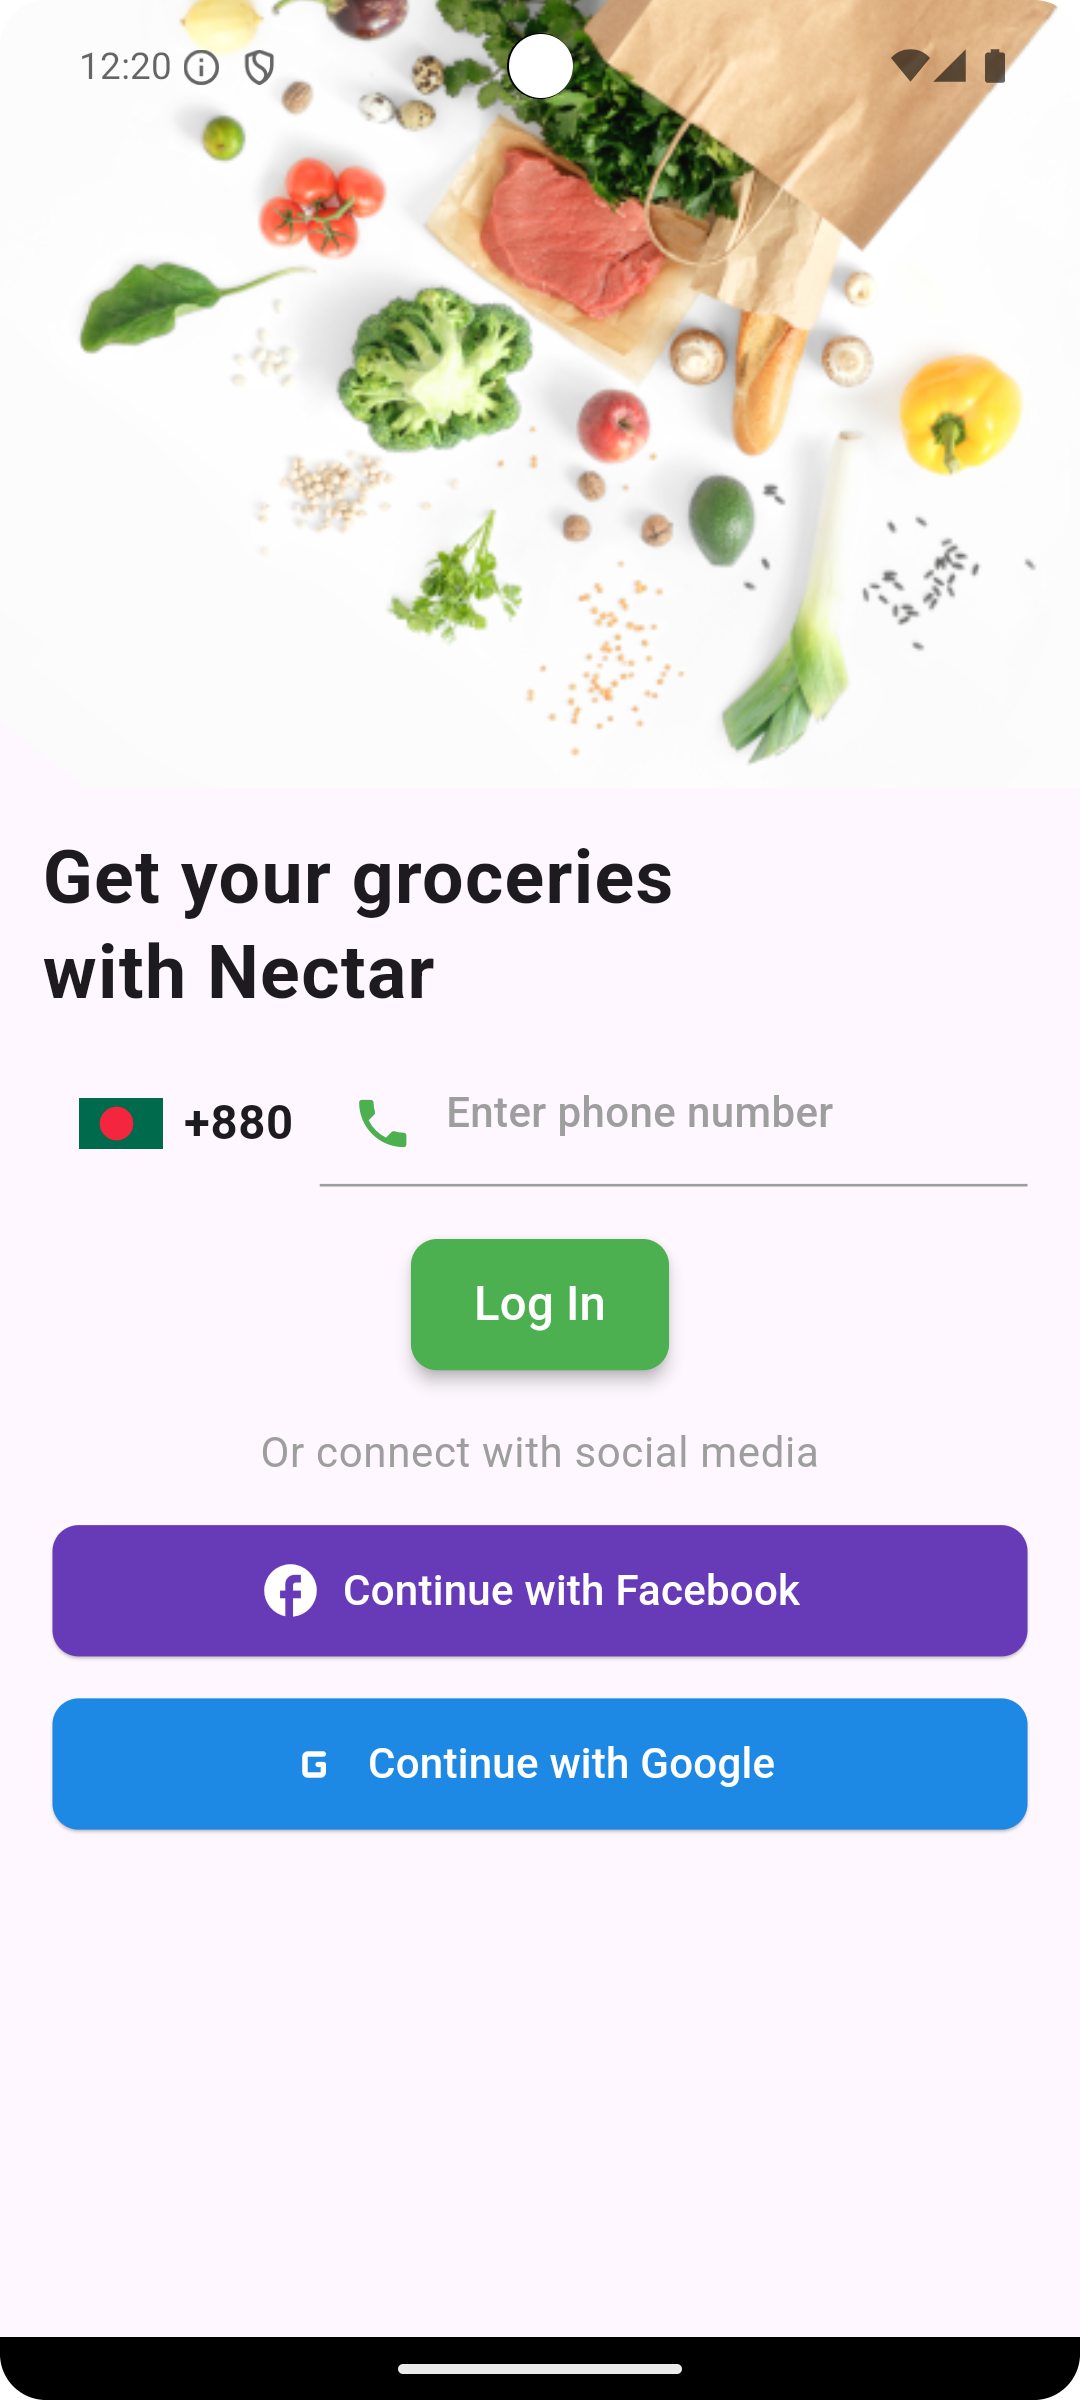 12:20
Get your groceries
with Nectar
+880 Enter phone number
Log In
Or connect with social media
Continue with Facebook
G Continue with Google